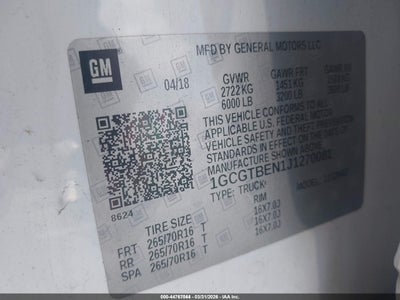 GM
MFD BY GENERAL MOTORS LLC
04/18
GVWR GAWR FRT GAWR RR
2722 KG 1451 KG
6000 LB 3200 LB
THIS VEHICLE CONFORMS TO ALL
APPLICABLE U.S. FEDERAL MOTOR
VEHICLE SAFETY STANDARDS
IN EFFECT ON THE DATE OF
MANUFACTURE SHOWN ABOVE.
1GCGTBEN1J1270081
TYPE: TRUCK
8624
TIRE SIZE RIM
FRT 265/70R16 T 16X7.0J
RR 265/70R16 T 16X7.0J
SPA 265/70R16 T 16X7.0J
000-44767844 - 03/31/2026 - IAA Inc.